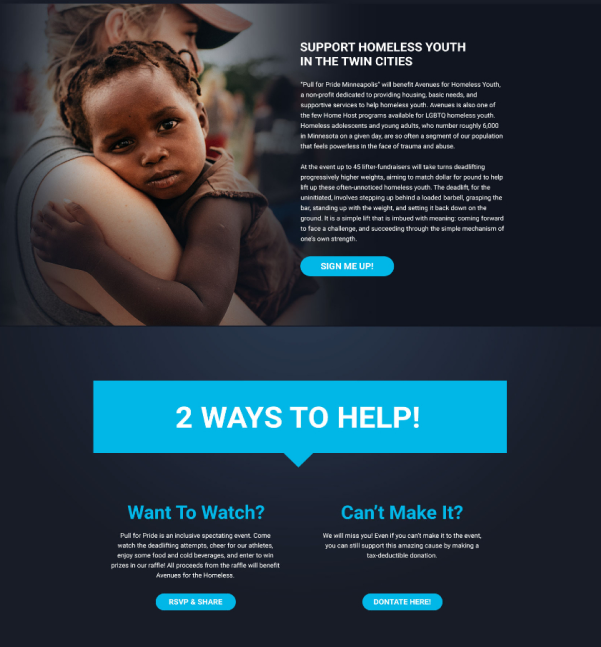 SUPPORT HOMELESS YOUTH
IN THE TWIN CITIES
"Pull for Pride Minneapolis" will benefit Avenues for Homeless Youth,
a non-profit dedicated to providing housing, basic needs, and
supportive services to help homeless youth. Avenues is also one of
the few Home Host programs available for LGBTQ homeless youth.
Homeless adolescents and young adults, who number roughly 6,000
in Minnesota on a given day, are so often a segment of our population
that feels powerless in the face of trauma and abuse.
At the event up to 45 lifter-fundraisers will take turns deadlifting
progressively higher weights, aiming to match dollar for pound to help
lift up these often-unnoticed homeless youth. The deadlift, for the
uninitiated, involves stepping up behind a loaded barbell, grasping the
bar, standing up with the weight, and setting it back down on the
ground. It is a simple lift that is imbued with meaning: coming forward
to face a challenge, and succeeding through the simple mechanism of
one's own strength.
SIGN ME UP!
2 WAYS TO HELP!
Want To Watch?
Pull for Pride is an inclusive spectating event. Come
watch the deadlifting attempts, cheer for our athletes,
enjoy some food and cold beverages, and enter to win
prizes in our raffle! All proceeds from the raffle will benefit
Avenues for the Homeless.
RSVP & SHARE
Can't Make It?
We will miss you! Even if you can't make it to the event,
you can still support this amazing cause by making a
tax-deductible donation.
DONTATE HERE!